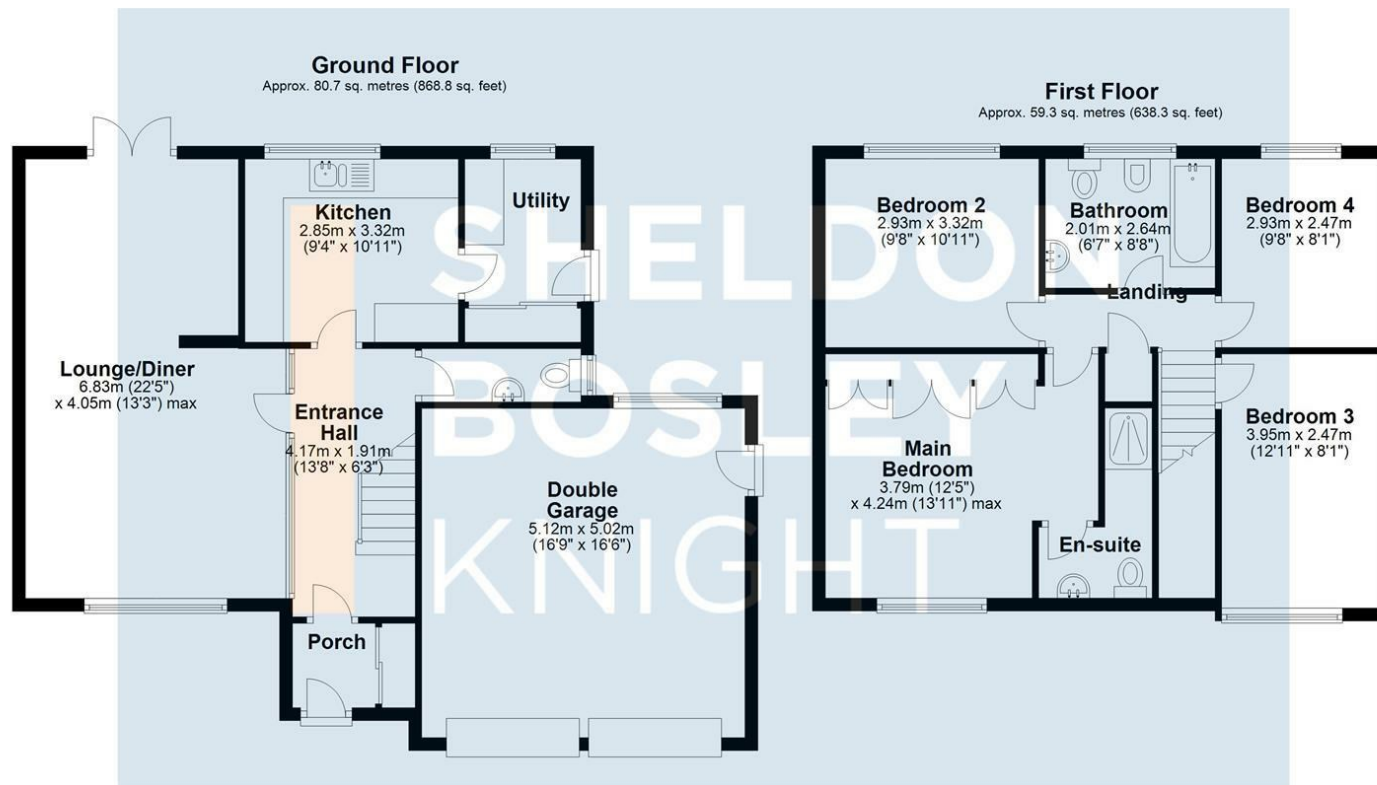 Ground Floor
Approx. 80.7 sq. metres (868.8 sq. feet)
Kitchen
2.85m x 3.32m
(9'4" x 10'11")
Utility
Lounge/Diner
6.83m (22'5")
x 4.05m (13'3") max
Entrance
Hall
4.17m x 1.91m
(13'8" x 6'3")
Double
Garage
5.12m x 5.02m
(16'9" x 16'6")
Porch
First Floor
Approx. 59.3 sq. metres (638.3 sq. feet)
Bedroom 2
2.93m x 3.32m
(9'8" x 10'11")
Bathroom
2.01m x 2.64m
(6'7" x 8'8")
Bedroom 4
2.93m x 2.47m
(9'8" x 8'1")
Landing
Main
Bedroom
3.79m (12'5")
x 4.24m (13'11") max
Bedroom 3
3.95m x 2.47m
(12'11" x 8'1")
En-suite
SHELDON
BOSLEY
KNIGHT